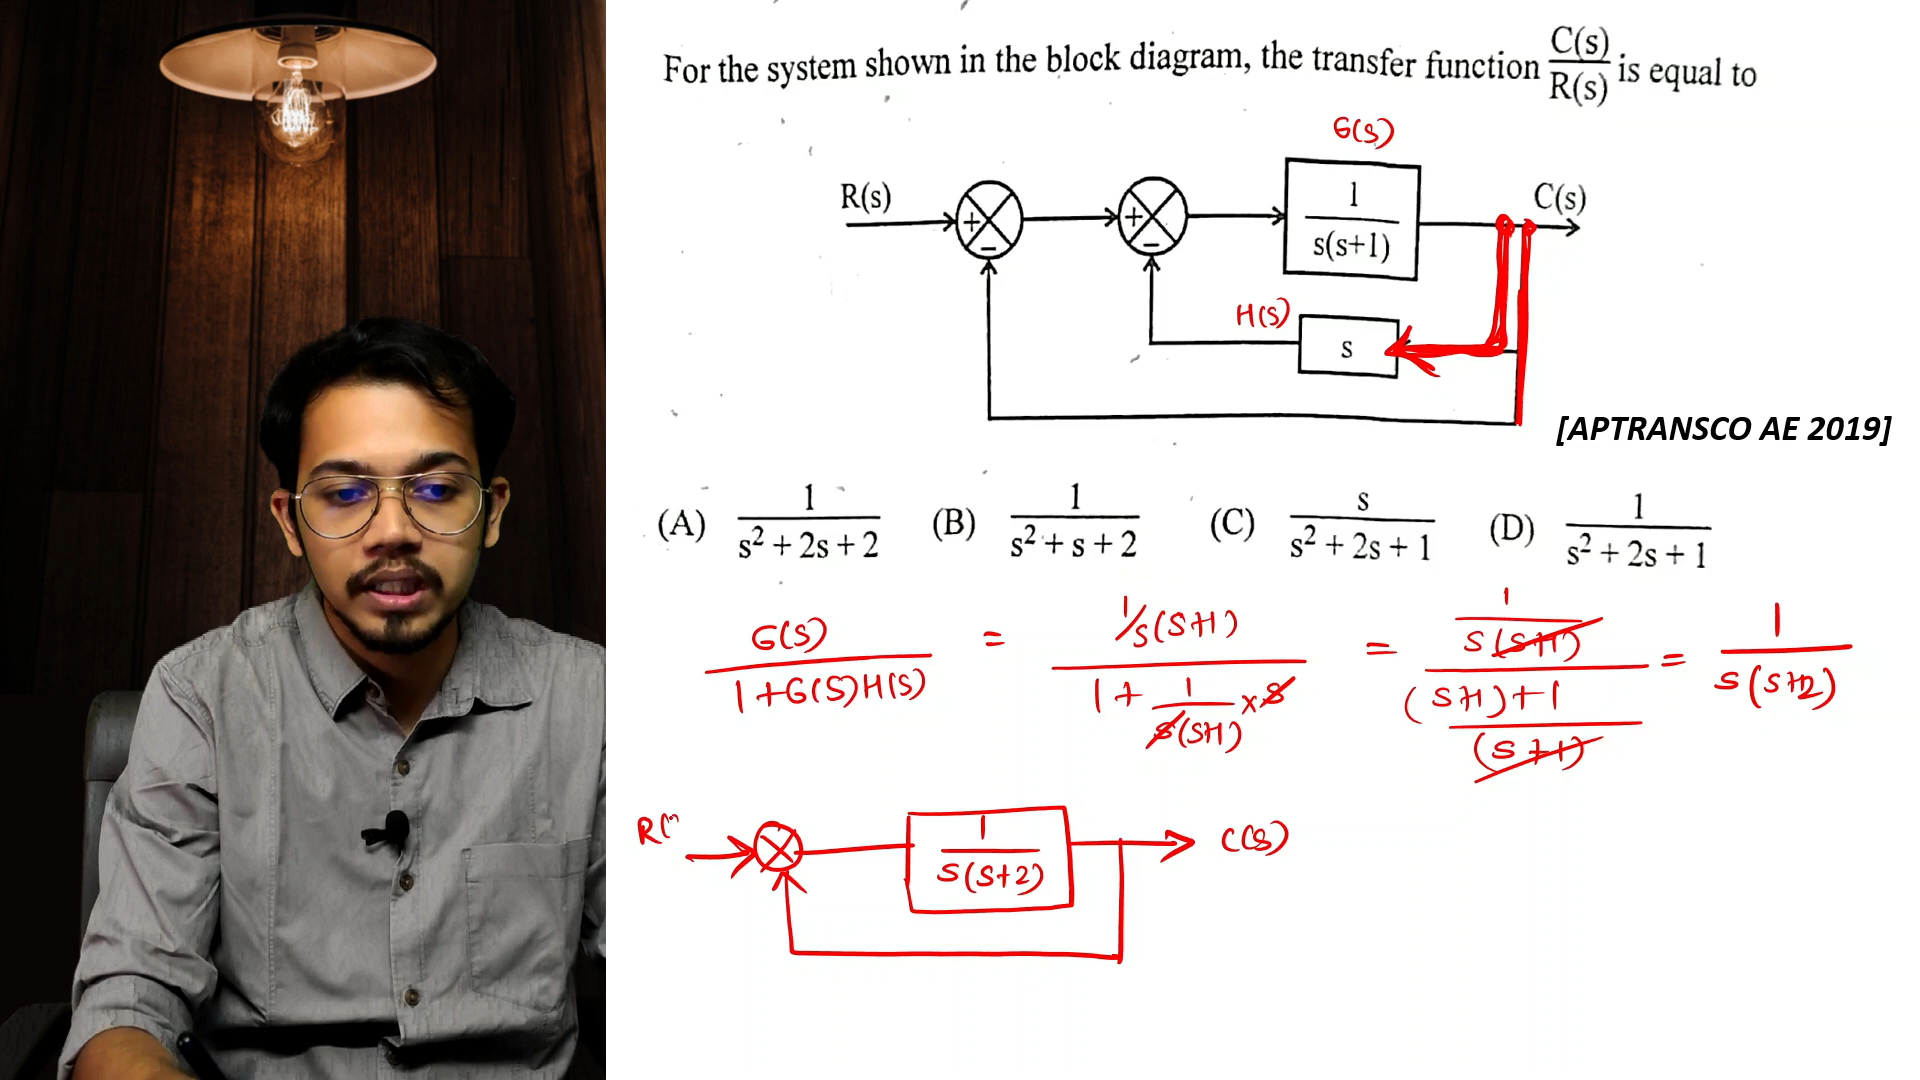 For the system shown in the block diagram, the transfer function C(s)/R(s) is equal to
G(s)
R(s) + − + − 1/s(s+1) C(s)
H(s)
s
[APTRANSCO AE 2019]
(A) 1/s² + 2s + 2 (B) 1/s² + s + 2 (C) s/s² + 2s + 1 (D) 1/s² + 2s + 1
G(s)/1+G(s)H(s) = 1/s(s+1)/1+1/s(s+1)×s = 1/s(s+1)/(s+1)+1/(s+1) = 1/s(s+2)
R( 1/s(s+2) C(s)